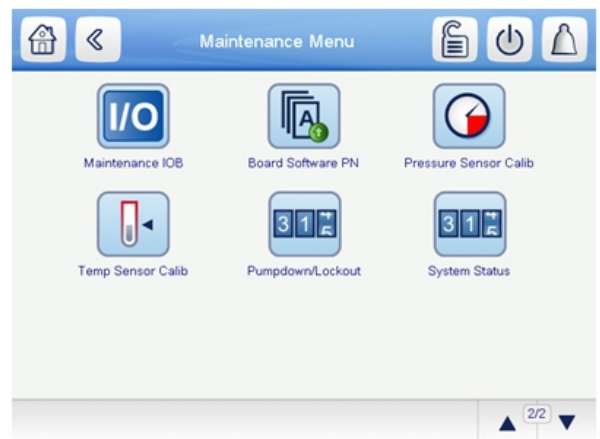 Maintenance Menu
I/O
A
Maintenance IOB
Board Software PN
Pressure Sensor Calib
3 1
3 1
Temp Sensor Calib
Pumpdown/Lockout
System Status
2/2